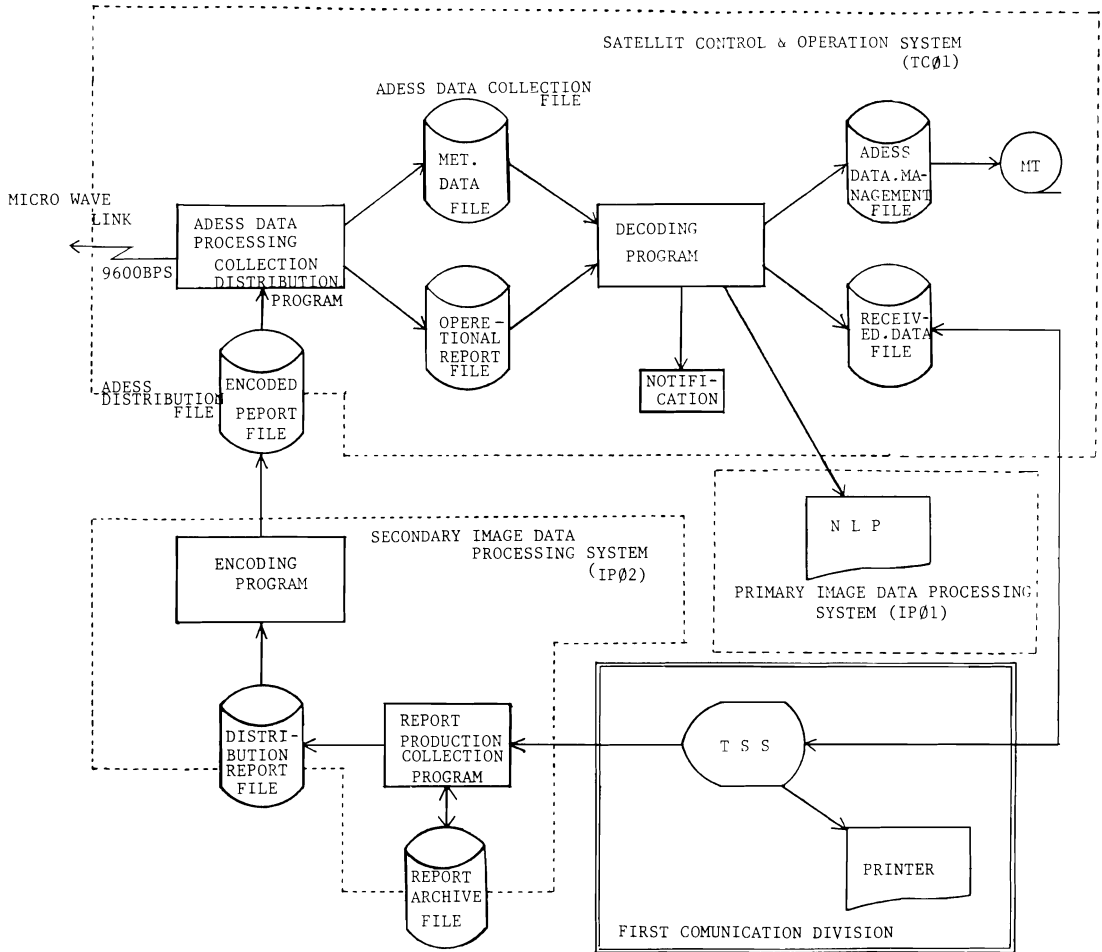 SATELLIT CONTROL & OPERATION SYSTEM
(TCØ1)
ADESS DATA COLLECTION
FILE
MET.
DATA
FILE
ADESS
DATA.MA-
NAGEMENT
FILE
MT
MICRO WAVE
LINK
9600BPS
ADESS DATA
PROCESSING
COLLECTION
DISTRIBUTION
PROGRAM
DECODING
PROGRAM
OPERE-
TIONAL
REPORT
FILE
RECEIV-
ED.DATA
FILE
NOTIFI-
CATION
ADESS
DISTRIBUTION
FILE
ENCODED
PEPORT
FILE
N L P
PRIMARY IMAGE DATA PROCESSING
SYSTEM (IPØ1)
SECONDARY IMAGE DATA
PROCESSING SYSTEM
(IPØ2)
ENCODING
PROGRAM
DISTRI-
BUTION
REPORT
FILE
REPORT
PRODUCTION
COLLECTION
PROGRAM
T S S
PRINTER
REPORT
ARCHIVE
FILE
FIRST COMUNICATION DIVISION